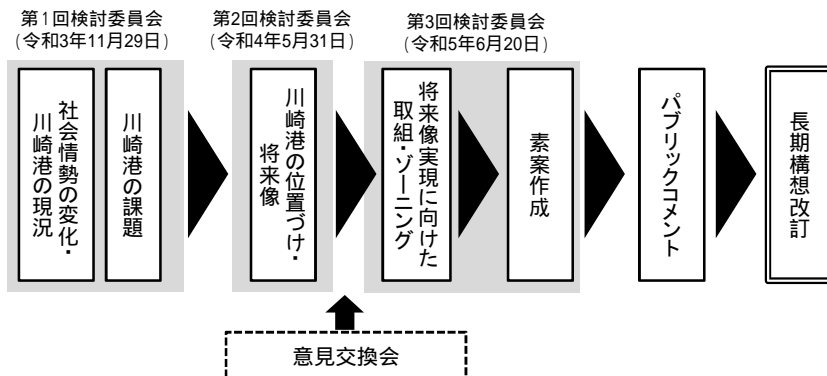 第1回検討委員会
(令和3年11月29日)
第2回検討委員会
(令和4年5月31日)
第3回検討委員会
(令和5年6月20日)
社会情勢の変化・
川崎港の現況
川崎港の課題
川崎港の位置づけ・
将来像
将来像実現に向けた
取組・ゾーニング
素案作成
パブリックコメント
長期構想改訂
意見交換会